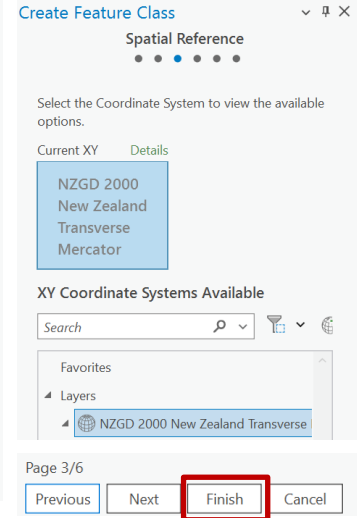 Create Feature Class
Spatial Reference
Select the Coordinate System to view the available
options.
Current XY Details
NZGD 2000
New Zealand
Transverse
Mercator
XY Coordinate Systems Available
Search
Favorites
Layers
NZGD 2000 New Zealand Transverse
Page 3/6
Previous Next Finish Cancel